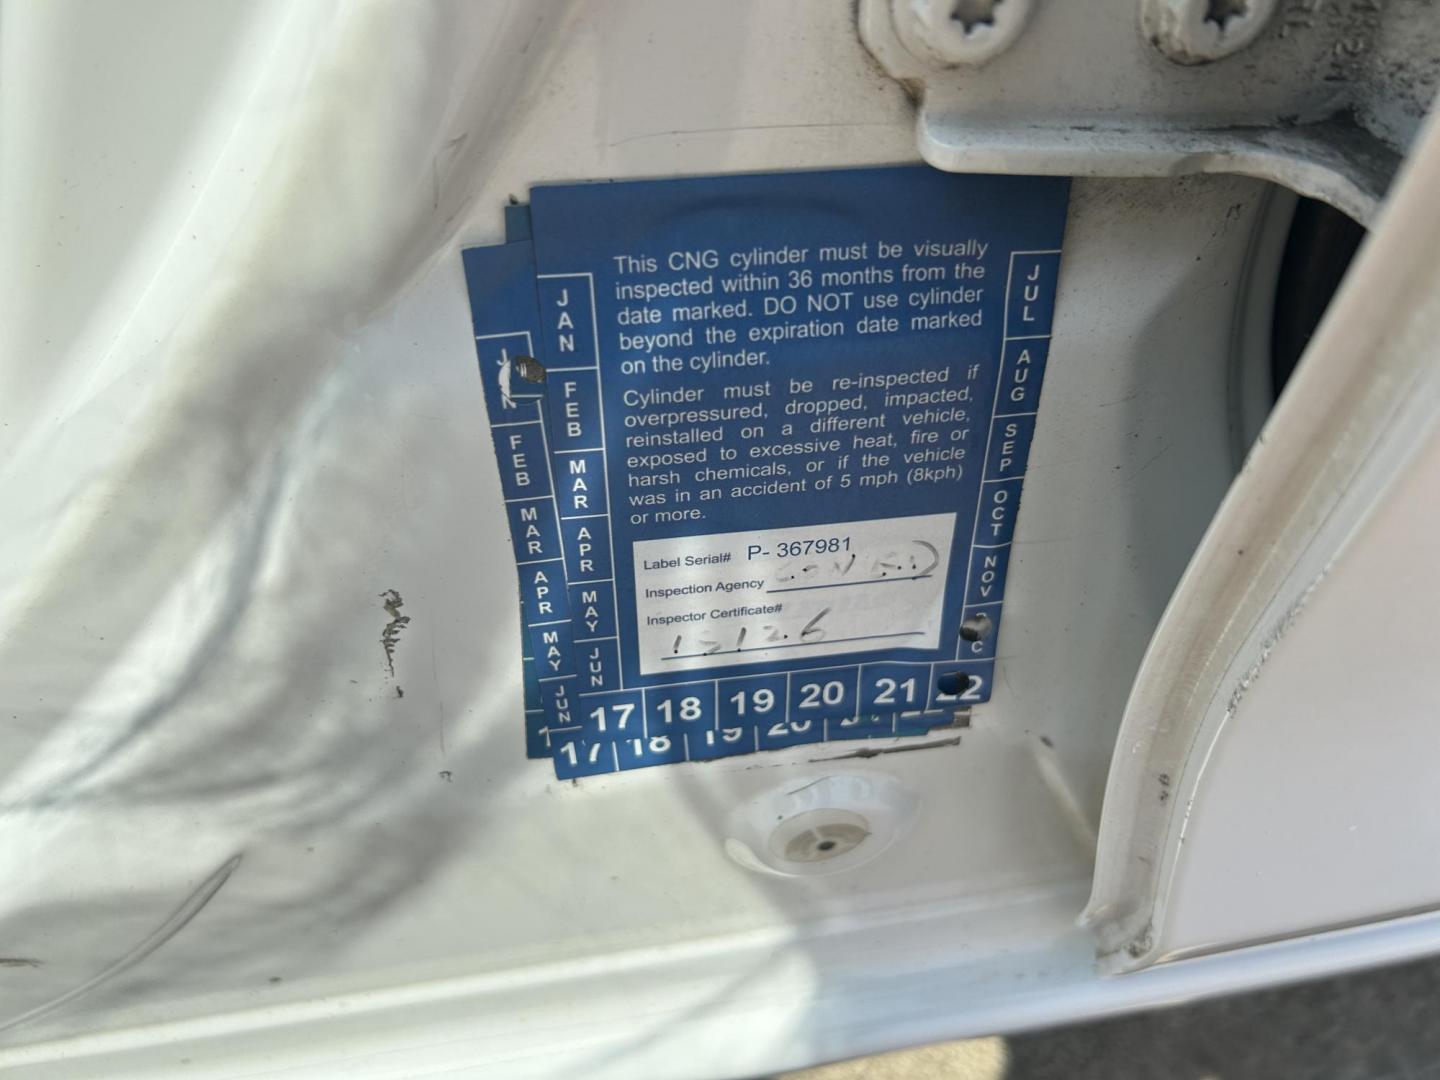 This CNG cylinder must be visually
inspected within 36 months from the
date marked. DO NOT use cylinder
beyond the expiration date marked
on the cylinder.
Cylinder must be re-inspected if
overpressured, dropped, impacted,
reinstalled on a different vehicle,
exposed to excessive heat, fire or
harsh chemicals, or if the vehicle
was in an accident of 5 mph (8kph)
or more.
Label Serial# P- 367981
Inspection Agency
Inspector Certificate#
JAN
FEB
MAR
APR
MAY
JUN
JUL
AUG
SEP
OCT
NOV
17 18 19 20 21 22
FEB
MAR
APR
MAY
JUN
17 18 19 20